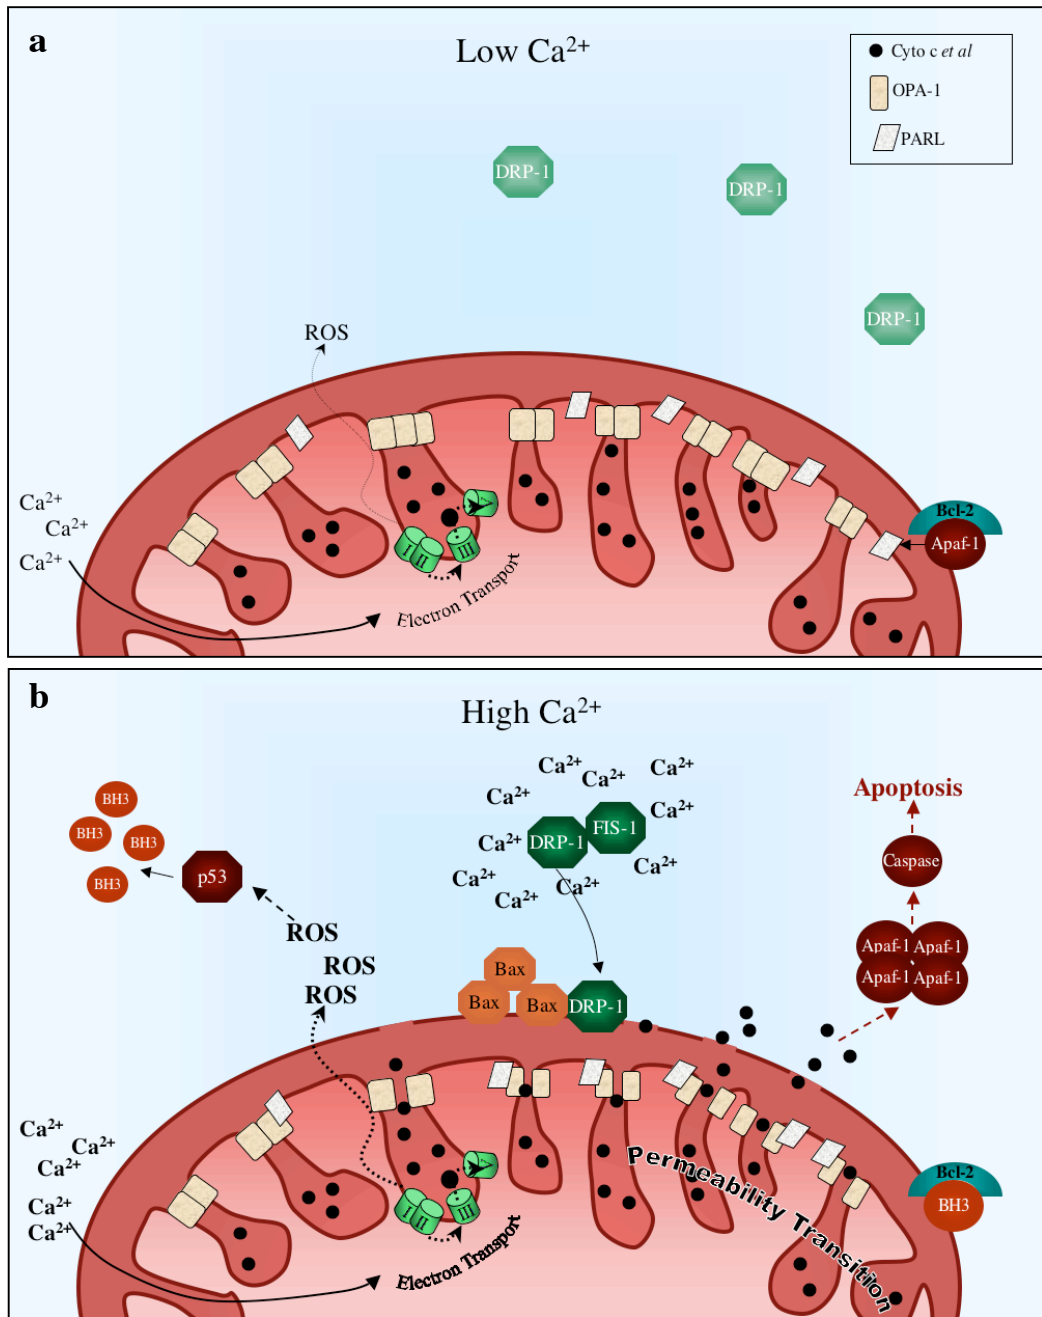 a
Low Ca²⁺
Cyto c et al
OPA-1
PARL
DRP-1
DRP-1
DRP-1
ROS
Ca²⁺
Ca²⁺
Ca²⁺
I
II
III
Electron Transport
Bcl-2
Apaf-1
b
High Ca²⁺
Ca²⁺
Ca²⁺
Ca²⁺
Ca²⁺
Ca²⁺
Ca²⁺
Ca²⁺
Ca²⁺
Ca²⁺
Ca²⁺
DRP-1
FIS-1
Apoptosis
Caspase
Apaf-1
Apaf-1
Apaf-1
Apaf-1
BH3
BH3
BH3
BH3
p53
ROS
ROS
ROS
Bax
Bax
Bax
DRP-1
Ca²⁺
Ca²⁺
Ca²⁺
Ca²⁺
Ca²⁺
I
II
III
Electron Transport
Permeability Transition
Bcl-2
BH3